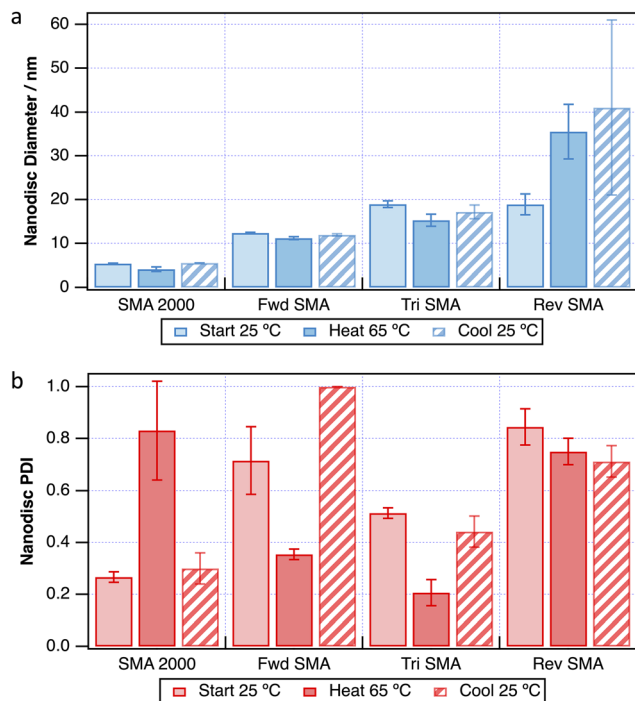 a
60
50
40
30
20
10
0
Nanodisc Diameter / nm
SMA 2000 Fwd SMA Tri SMA Rev SMA
Start 25 ºC Heat 65 ºC Cool 25 ºC
b
1.0
0.8
0.6
0.4
0.2
0.0
Nanodisc PDI
SMA 2000 Fwd SMA Tri SMA Rev SMA
Start 25 ºC Heat 65 ºC Cool 25 ºC